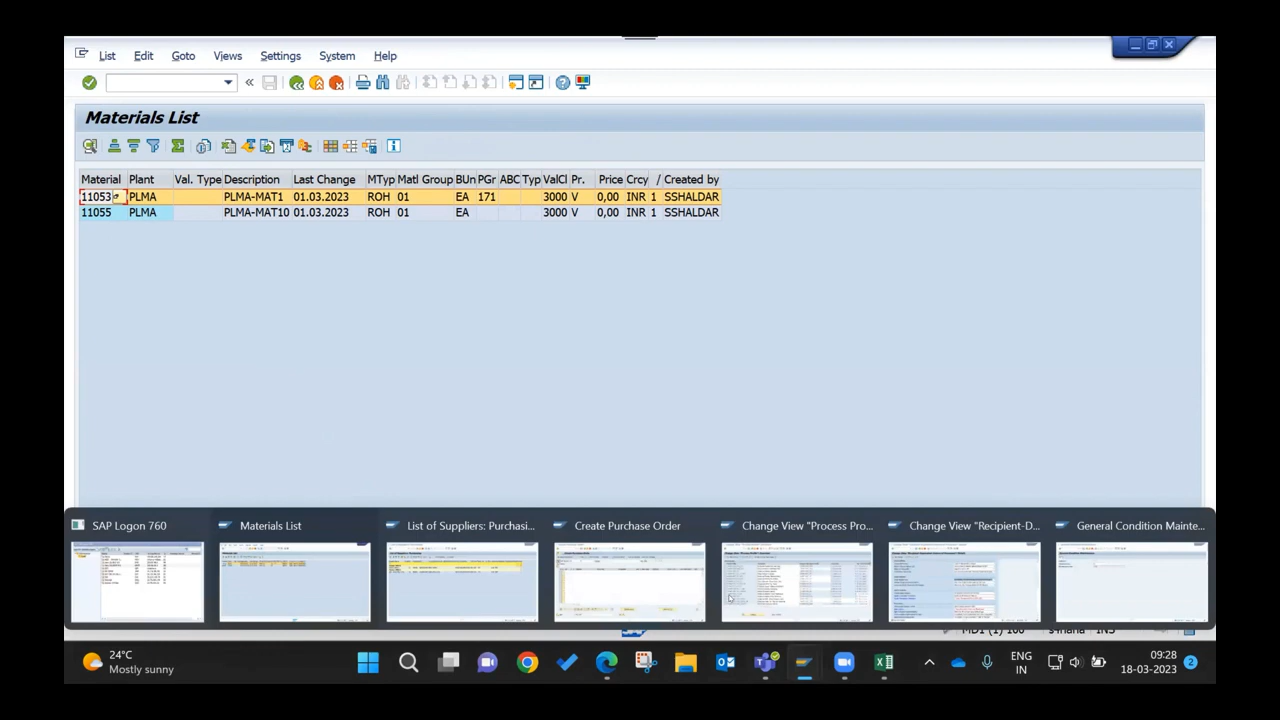 List Edit Goto Views Settings System Help
«
Materials List
Material Plant Val. Type Description Last Change MTyp Matl Group BUn PGr ABC Typ ValCl Pr. Price Crcy / Created by
11053 PLMA PLMA-MAT1 01.03.2023 ROH 01 EA 171 3000 V 0,00 INR 1 SSHALDAR
11055 PLMA PLMA-MAT10 01.03.2023 ROH 01 EA 3000 V 0,00 INR 1 SSHALDAR
SAP Logon 760 Materials List List of Suppliers: Purchasi... Create Purchase Order Change View "Process Pro... Change View "Recipient-D... General Condition Mainte...
24°C
Mostly sunny
ENG
IN
09:28
18-03-2023
2